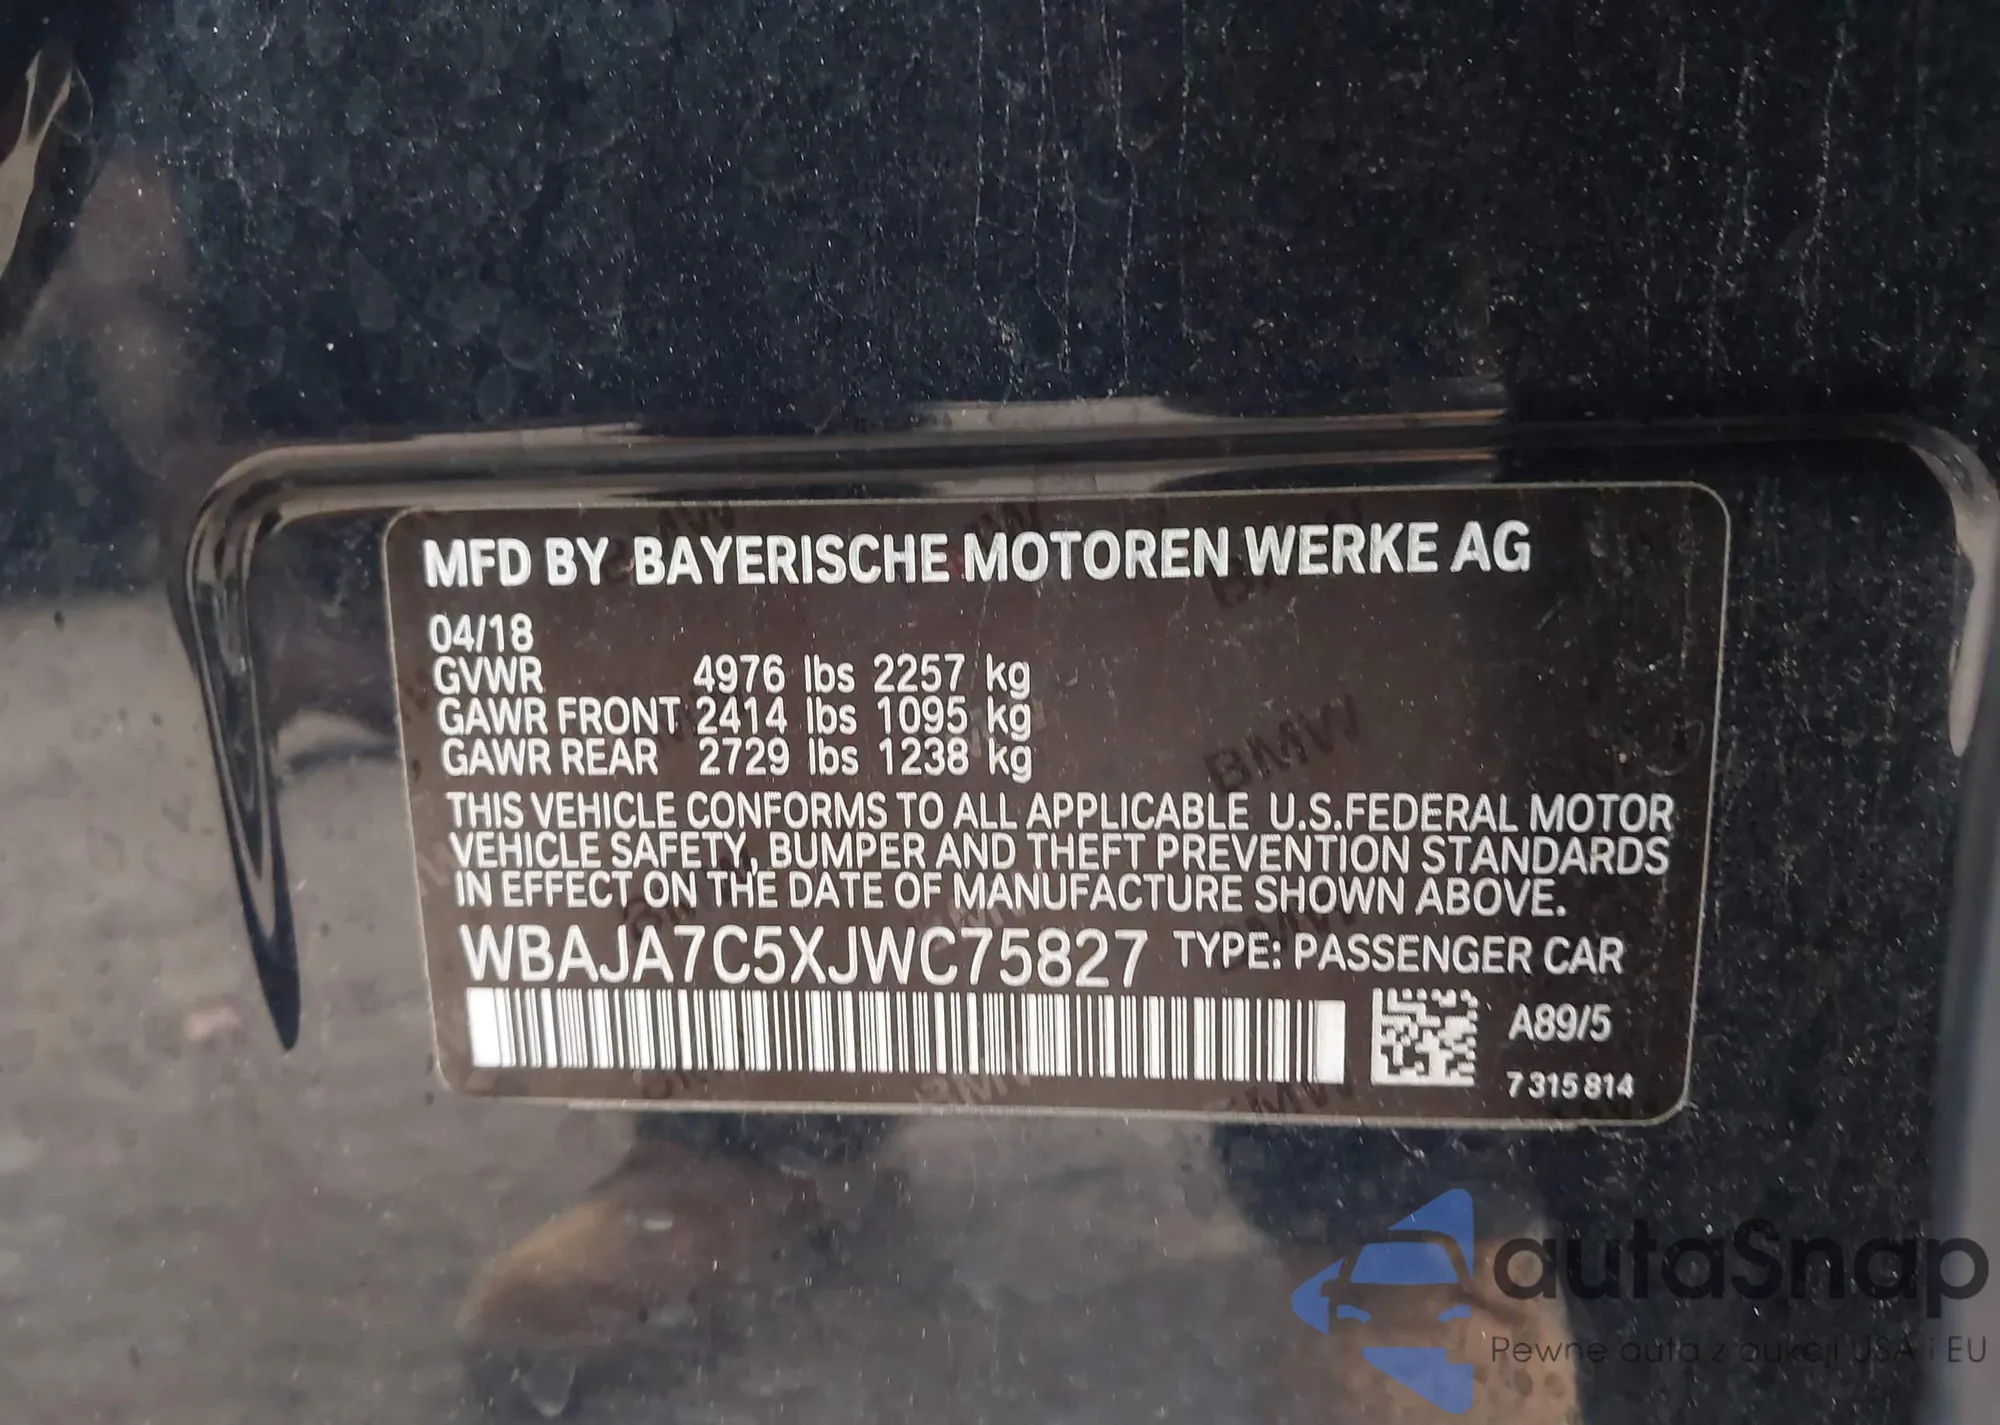 MFD BY BAYERISCHE MOTOREN WERKE AG
04/18
GVWR 4976 lbs 2257 kg
GAWR FRONT 2414 lbs 1095 kg
GAWR REAR 2729 lbs 1238 kg
THIS VEHICLE CONFORMS TO ALL APPLICABLE U.S.FEDERAL MOTOR
VEHICLE SAFETY, BUMPER AND THEFT PREVENTION STANDARDS
IN EFFECT ON THE DATE OF MANUFACTURE SHOWN ABOVE.
WBAJA7C5XJWC75827 TYPE: PASSENGER CAR
A89/5
7 315 814
autaSnap
Pewne auta z aukcji USA i EU